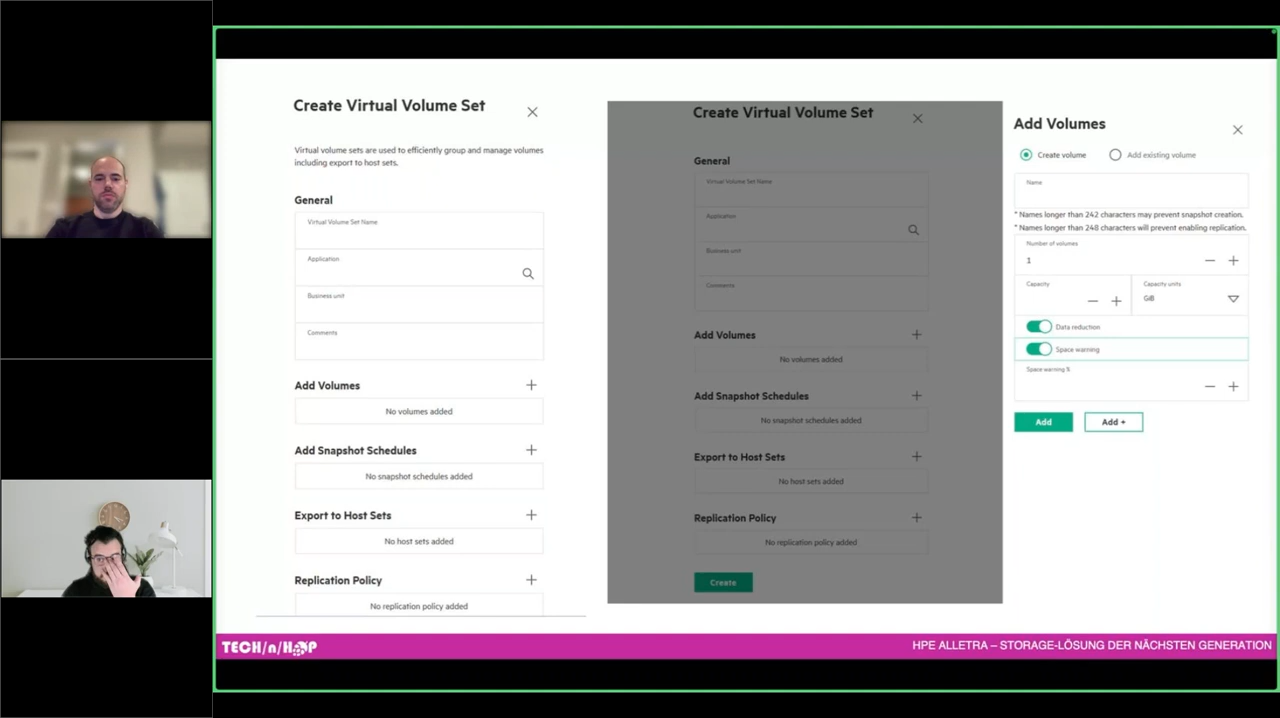 Create Virtual Volume Set
Virtual volume sets are used to efficiently group and manage volumes
including export to host sets.
General
Virtual Volume Set Name
Application
Business unit
Comments
Add Volumes
No volumes added
Add Snapshot Schedules
No snapshot schedules added
Export to Host Sets
No host sets added
Replication Policy
No replication policy added
Create Virtual Volume Set
General
Virtual Volume Set Name
Application
Business unit
Comments
Add Volumes
No volumes added
Add Snapshot Schedules
No snapshot schedules added
Export to Host Sets
No host sets added
Replication Policy
No replication policy added
Create
Add Volumes
Create volume
Add existing volume
Name
* Names longer than 242 characters may prevent snapshot creation.
* Names longer than 248 characters will prevent enabling replication.
Number of volumes
1
Capacity
Capacity units
GiB
Data reduction
Space warning
Space warning %
Add
Add +
TECH/n/HOP
HPE ALLETRA – STORAGE-LÖSUNG DER NÄCHSTEN GENERATION